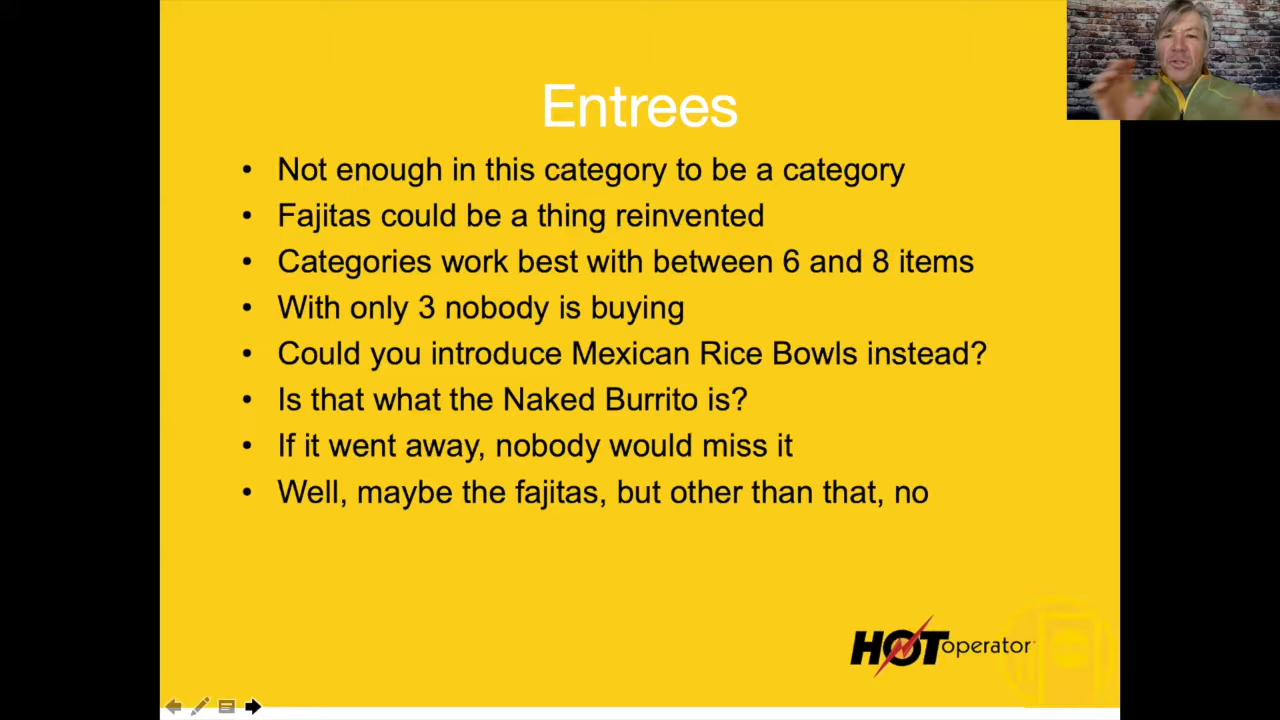 Entrees
• Not enough in this category to be a category
• Fajitas could be a thing reinvented
• Categories work best with between 6 and 8 items
• With only 3 nobody is buying
• Could you introduce Mexican Rice Bowls instead?
• Is that what the Naked Burrito is?
• If it went away, nobody would miss it
• Well, maybe the fajitas, but other than that, no
HOToperator